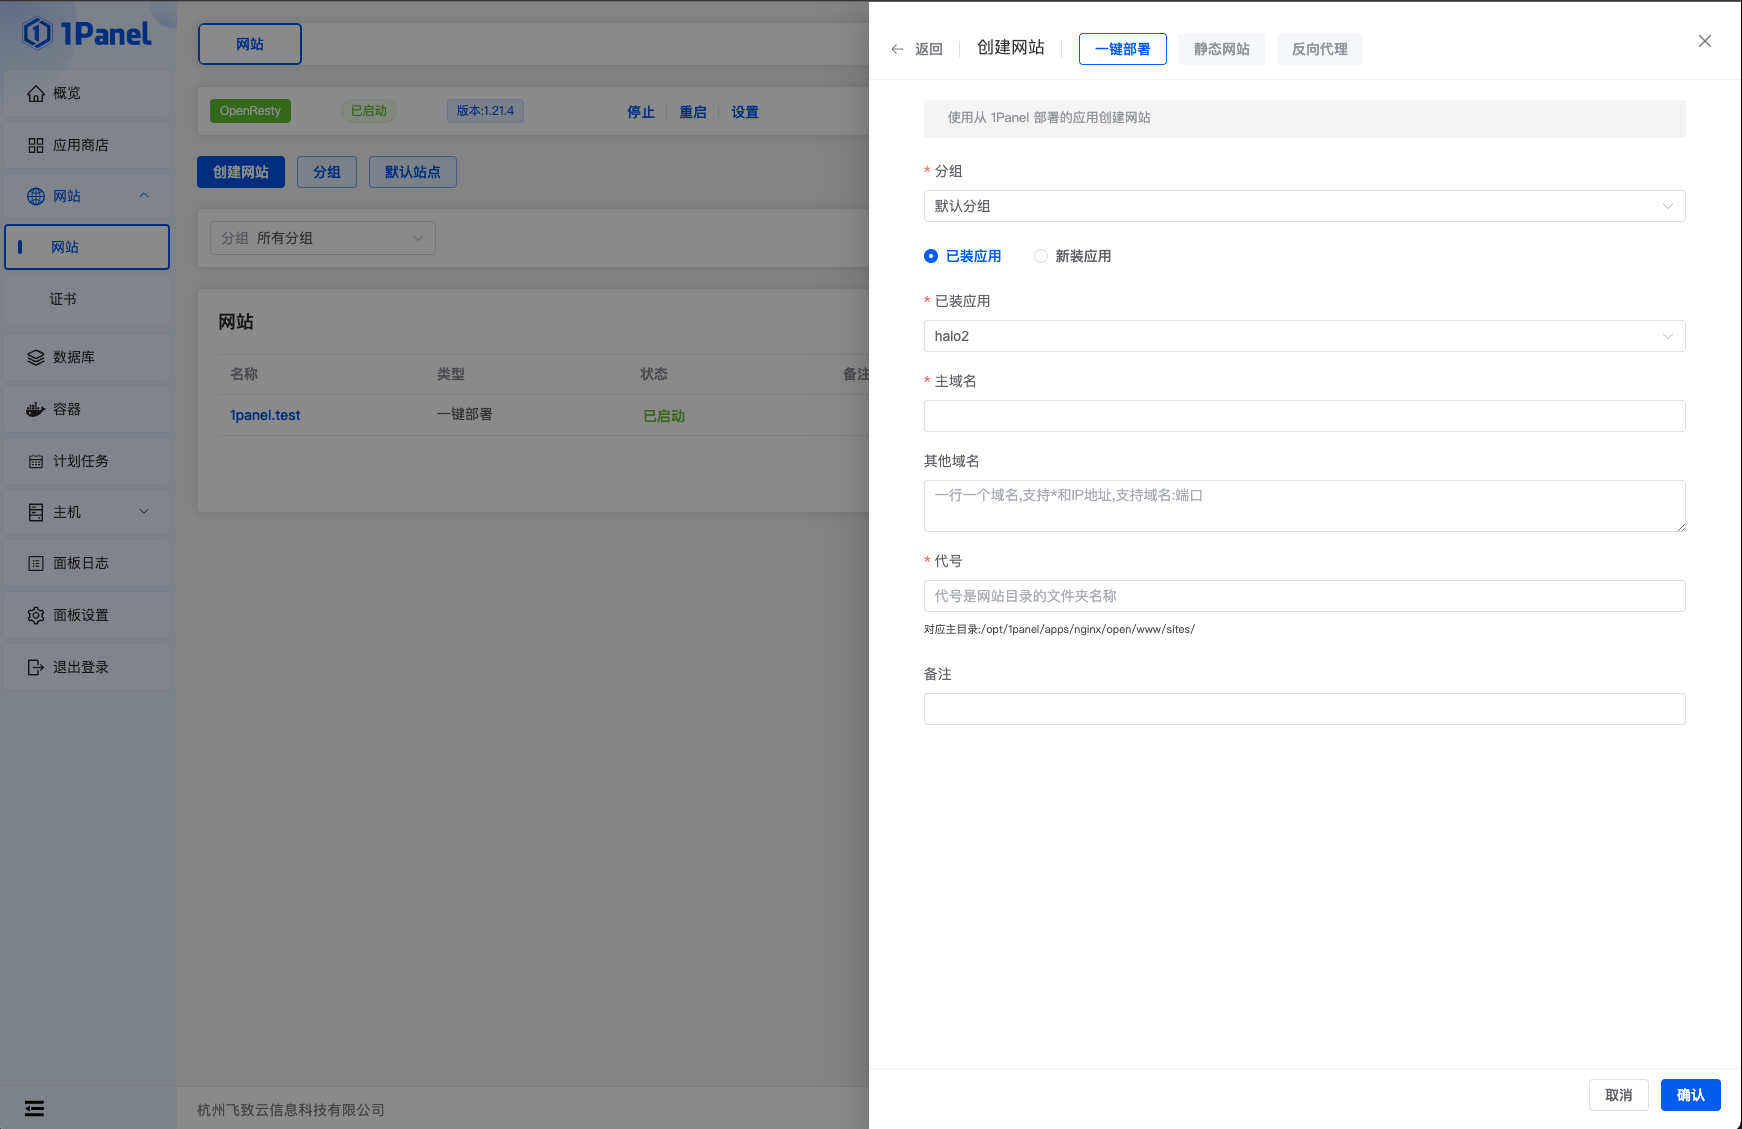 1Panel
概览
应用商店
网站
网站
证书
数据库
容器
计划任务
主机
面板日志
面板设置
退出登录
网站
OpenResty 已启动 版本:1.21.4 停止 重启 设置
创建网站 分组 默认站点
分组 所有分组
网站
名称 类型 状态 备注
1panel.test 一键部署 已启动
杭州飞致云信息科技有限公司
返回 创建网站 一键部署 静态网站 反向代理
使用从 1Panel 部署的应用创建网站
* 分组
默认分组
已装应用 新装应用
* 已装应用
halo2
* 主域名
其他域名
一行一个域名,支持*和IP地址,支持域名:端口
* 代号
代号是网站目录的文件夹名称
对应主目录:/opt/1panel/apps/nginx/open/www/sites/
备注
取消 确认